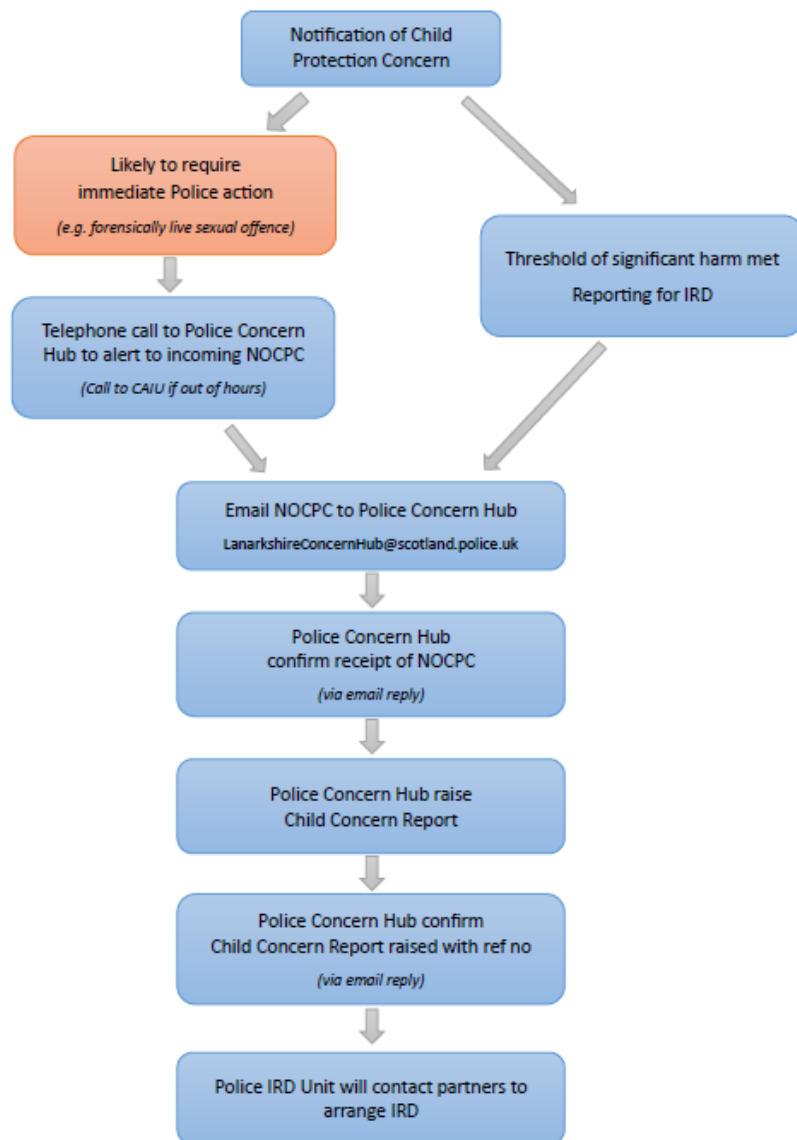 Notification of Child
Protection Concern
Likely to require
immediate Police action
(e.g. forensically live sexual offence)
Threshold of significant harm met
Reporting for IRD
Telephone call to Police Concern
Hub to alert to incoming NOCPC
(Call to CAIU if out of hours)
Email NOCPC to Police Concern Hub
LanarkshireConcernHub@scotland.police.uk
Police Concern Hub
confirm receipt of NOCPC
(via email reply)
Police Concern Hub raise
Child Concern Report
Police Concern Hub confirm
Child Concern Report raised with ref no
(via email reply)
Police IRD Unit will contact partners to
arrange IRD